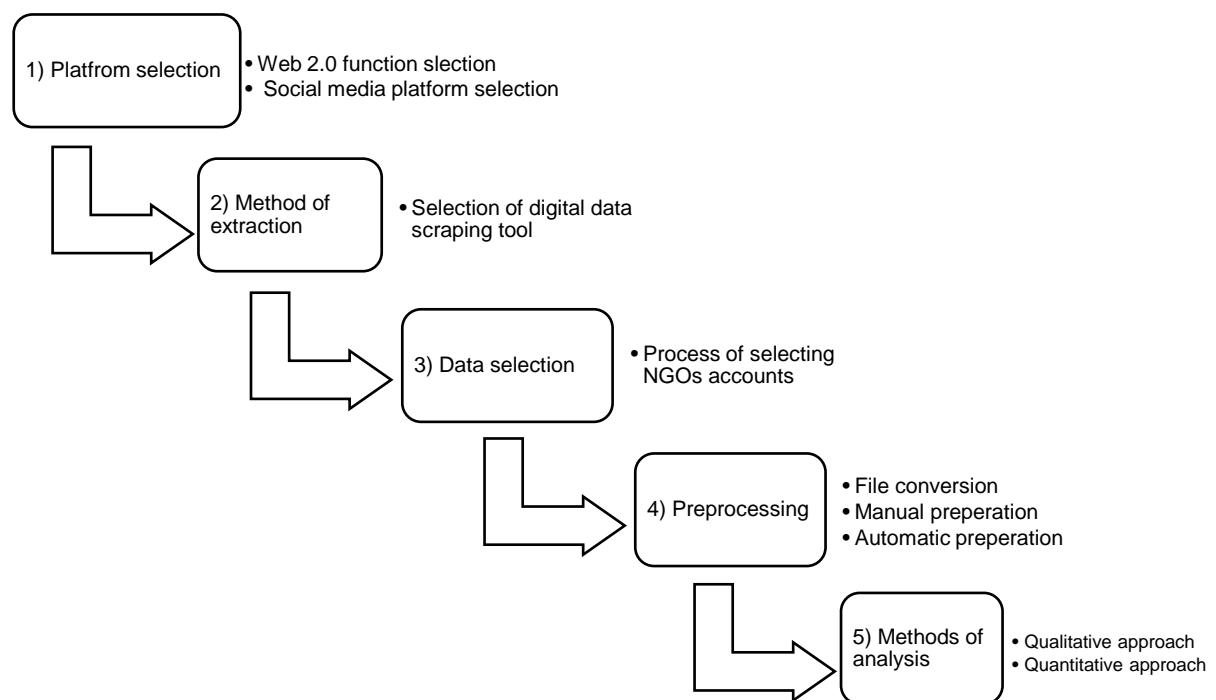 1) Platfrom selection
• Web 2.0 function slection
• Social media platform selection
2) Method of
extraction
• Selection of digital data
scraping tool
3) Data selection
• Process of selecting
NGOs accounts
4) Preprocessing
• File conversion
• Manual preperation
• Automatic preperation
5) Methods of
analysis
• Qualitative approach
• Quantitative approach